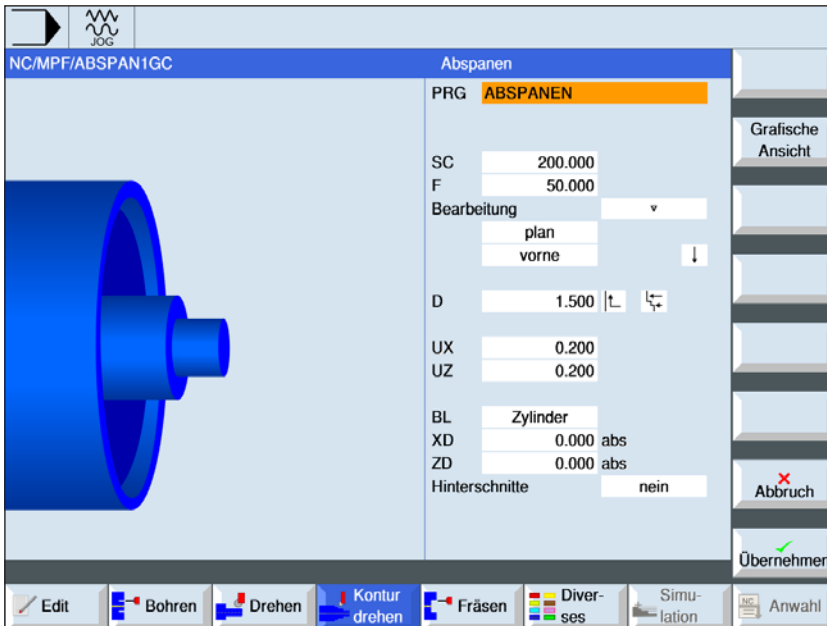 JOG
NC/MPF/ABSPAN1GC
Abspanen
PRG ABSPANEN
SC 200.000
F 50.000
Bearbeitung ▿
plan
vorne ↓
D 1.500
UX 0.200
UZ 0.200
BL Zylinder
XD 0.000 abs
ZD 0.000 abs
Hinterschnitte nein
Grafische
Ansicht
Abbruch
Übernehmen
Edit
Bohren
Drehen
Kontur
drehen
Fräsen
Diver-
ses
Simu-
lation
NC
Anwahl